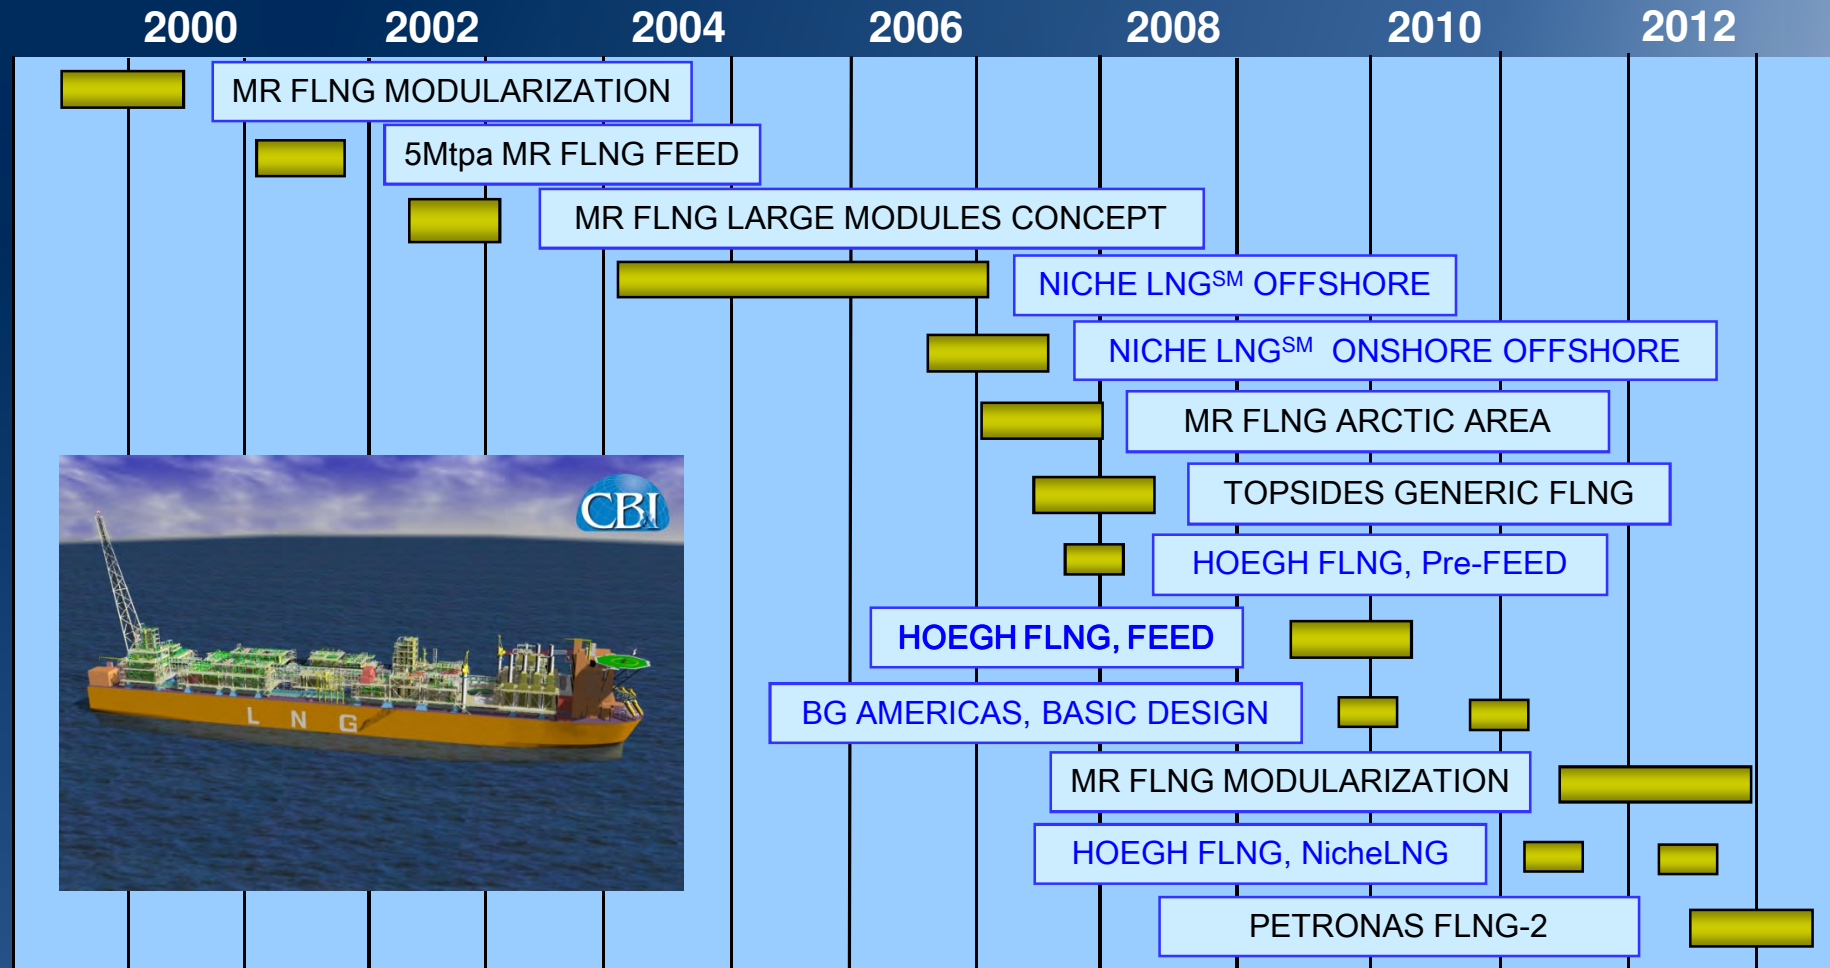 2000 2002 2004 2006 2008 2010 2012
MR FLNG MODULARIZATION
5Mtpa MR FLNG FEED
MR FLNG LARGE MODULES CONCEPT
NICHE LNG℠ OFFSHORE
NICHE LNG℠ ONSHORE OFFSHORE
MR FLNG ARCTIC AREA
TOPSIDES GENERIC FLNG
CB&I
HOEGH FLNG, Pre-FEED
HOEGH FLNG, FEED
BG AMERICAS, BASIC DESIGN
L N G
MR FLNG MODULARIZATION
HOEGH FLNG, NicheLNG
PETRONAS FLNG-2